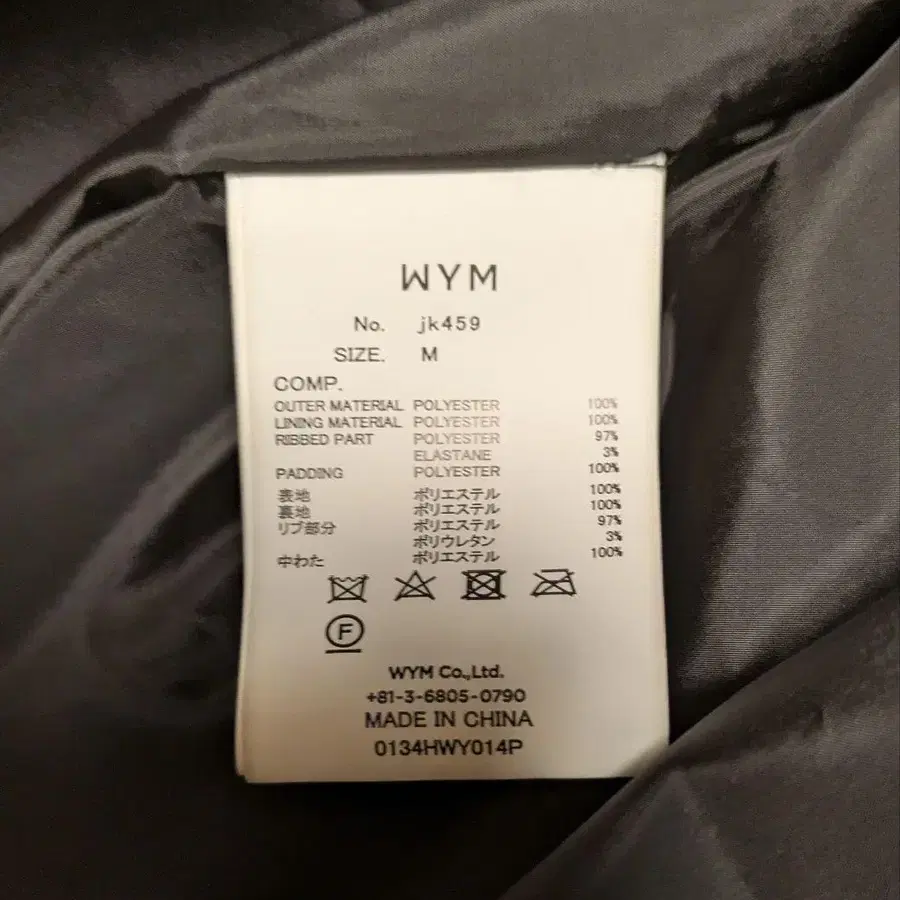 WYM
No. jk459
SIZE. M
COMP.
OUTER MATERIAL POLYESTER 100%
LINING MATERIAL POLYESTER 100%
RIBBED PART POLYESTER 97%
ELASTANE 3%
PADDING POLYESTER 100%
表地 ポリエステル 100%
裏地 ポリエステル 100%
リブ部分 ポリエステル 97%
ポリウレタン 3%
中わた ポリエステル 100%
F
WYM Co.,Ltd.
+81-3-6805-0790
MADE IN CHINA
0134HWY014P